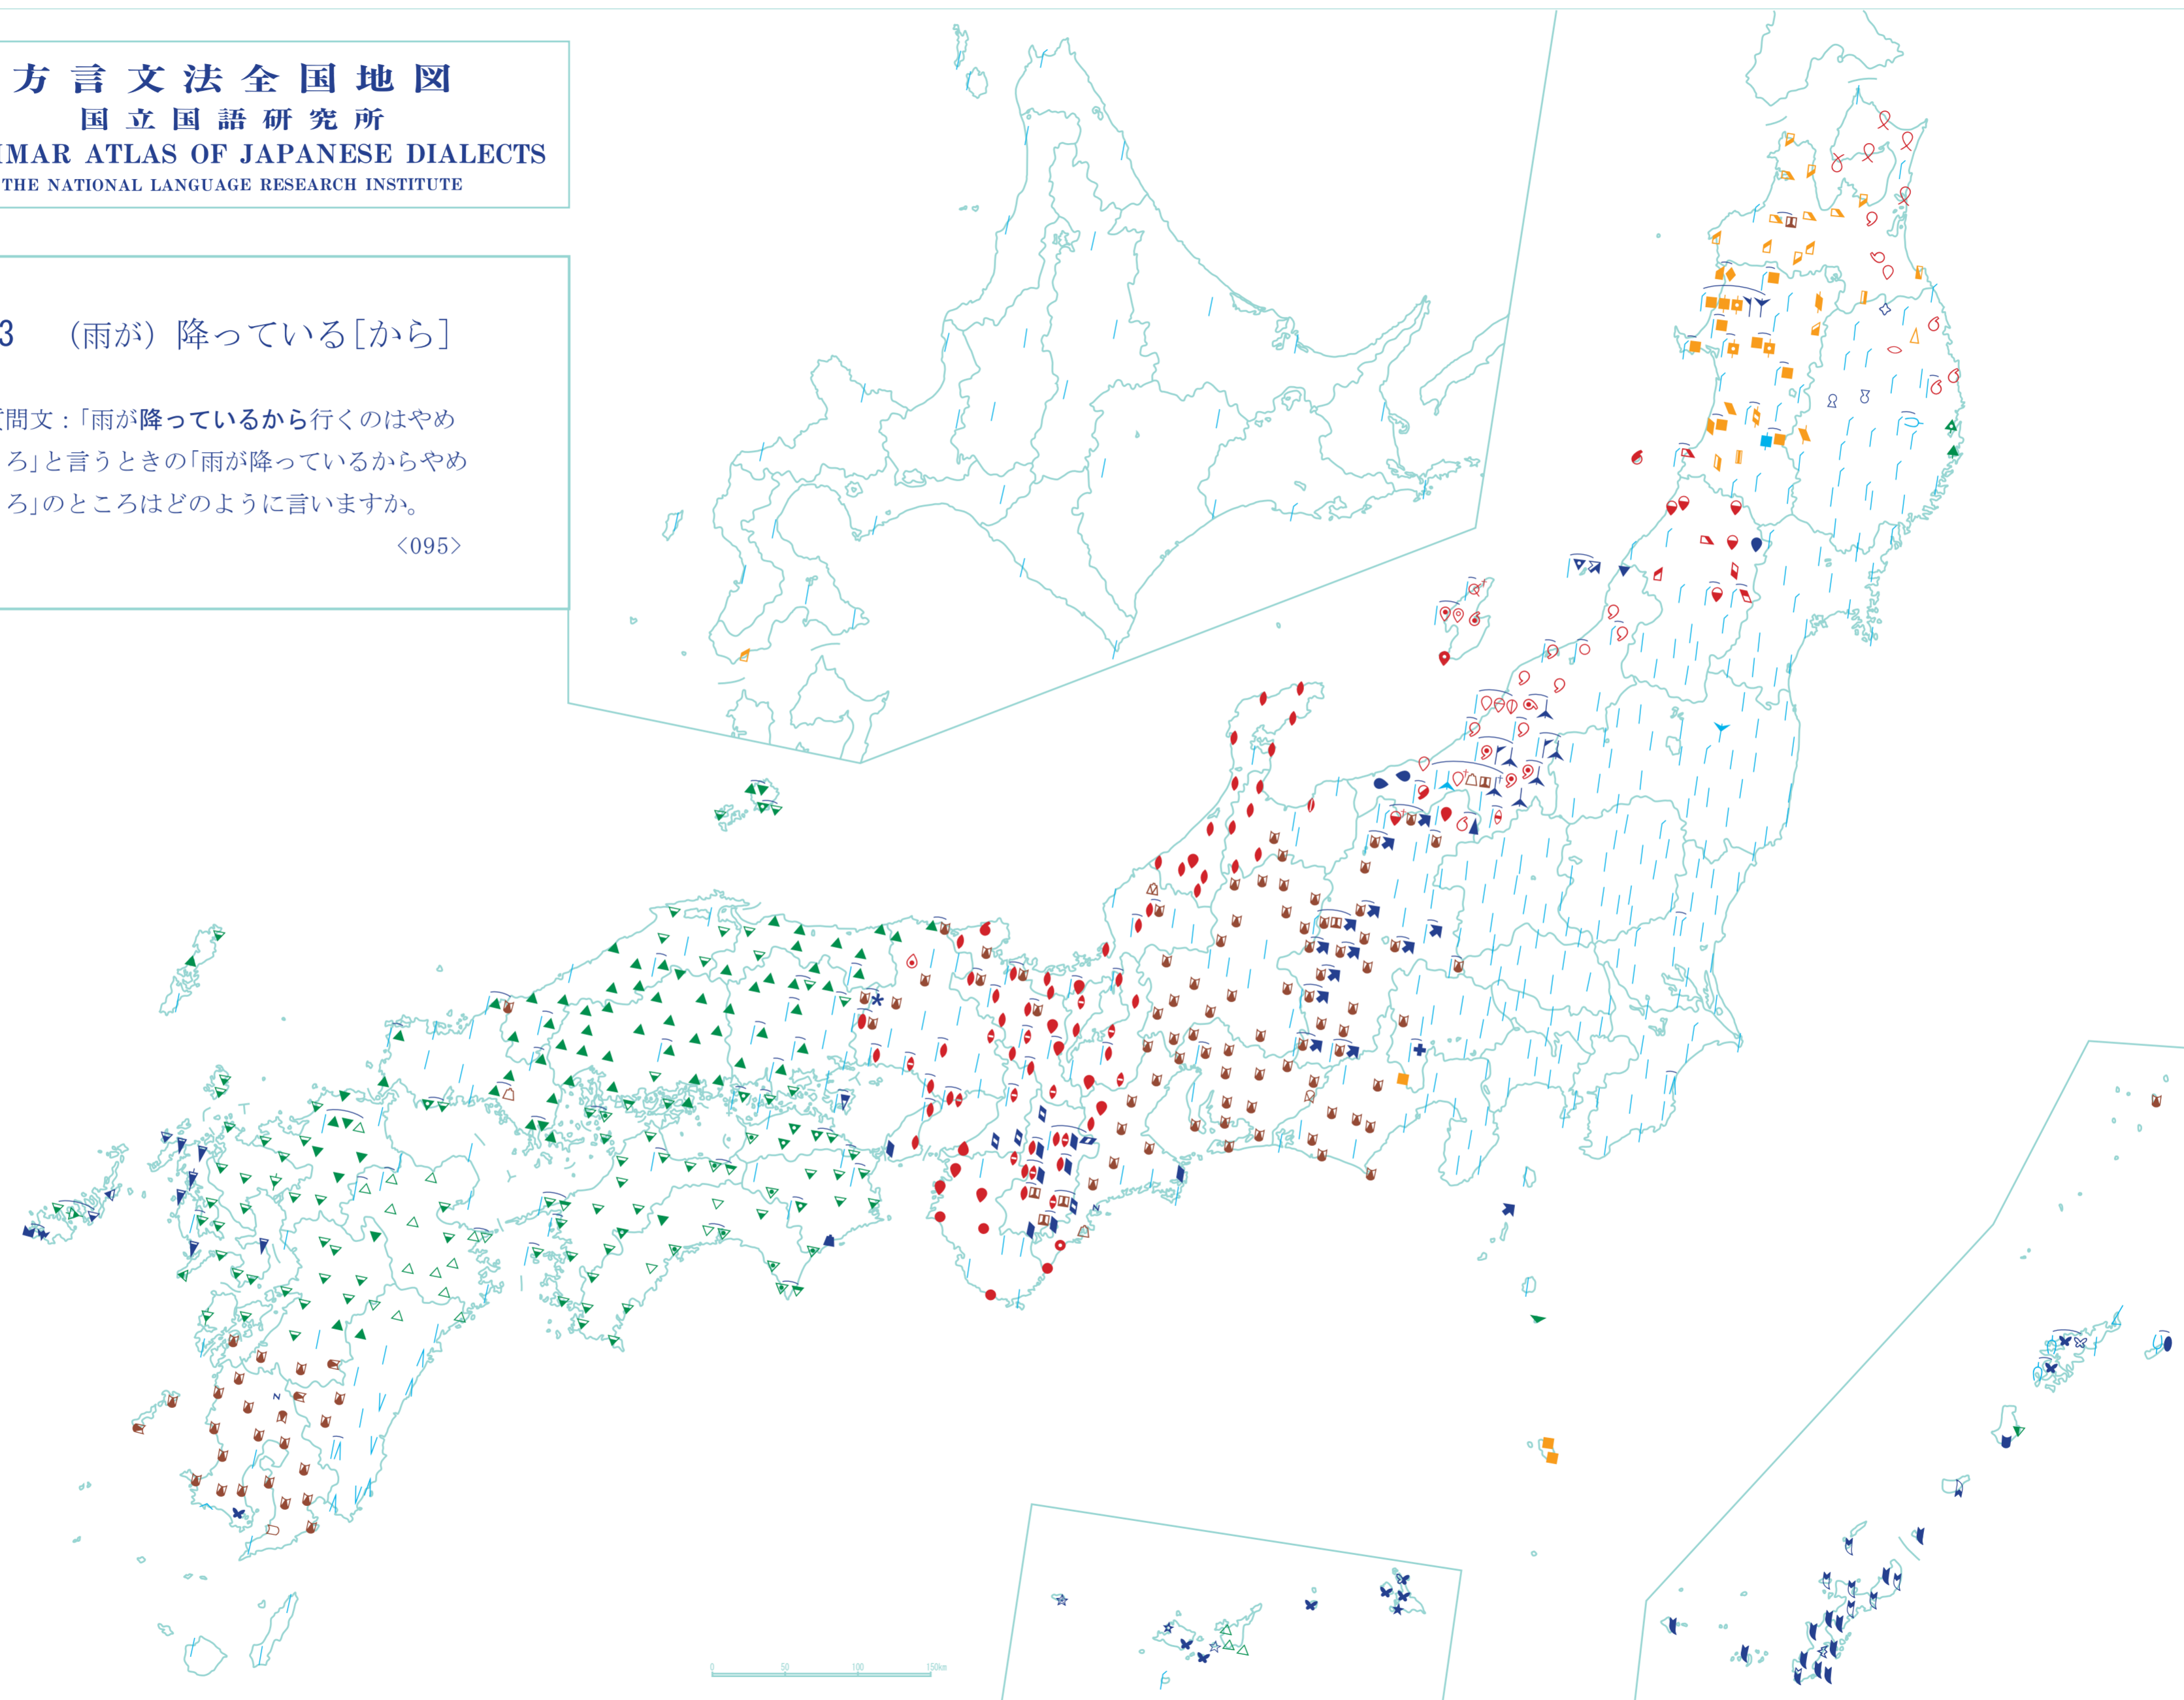 方言文法全国地図
国立国語研究所
MAR ATLAS OF JAPANESE DIALECTS
THE NATIONAL LANGUAGE RESEARCH INSTITUTE
3 （雨が）降っている［から］
問文：「雨が降っているから行くのはやめ
ろ」と言うときの「雨が降っているからやめ
ろ」のところはどのように言いますか。
〈095〉
0 50 100 150km